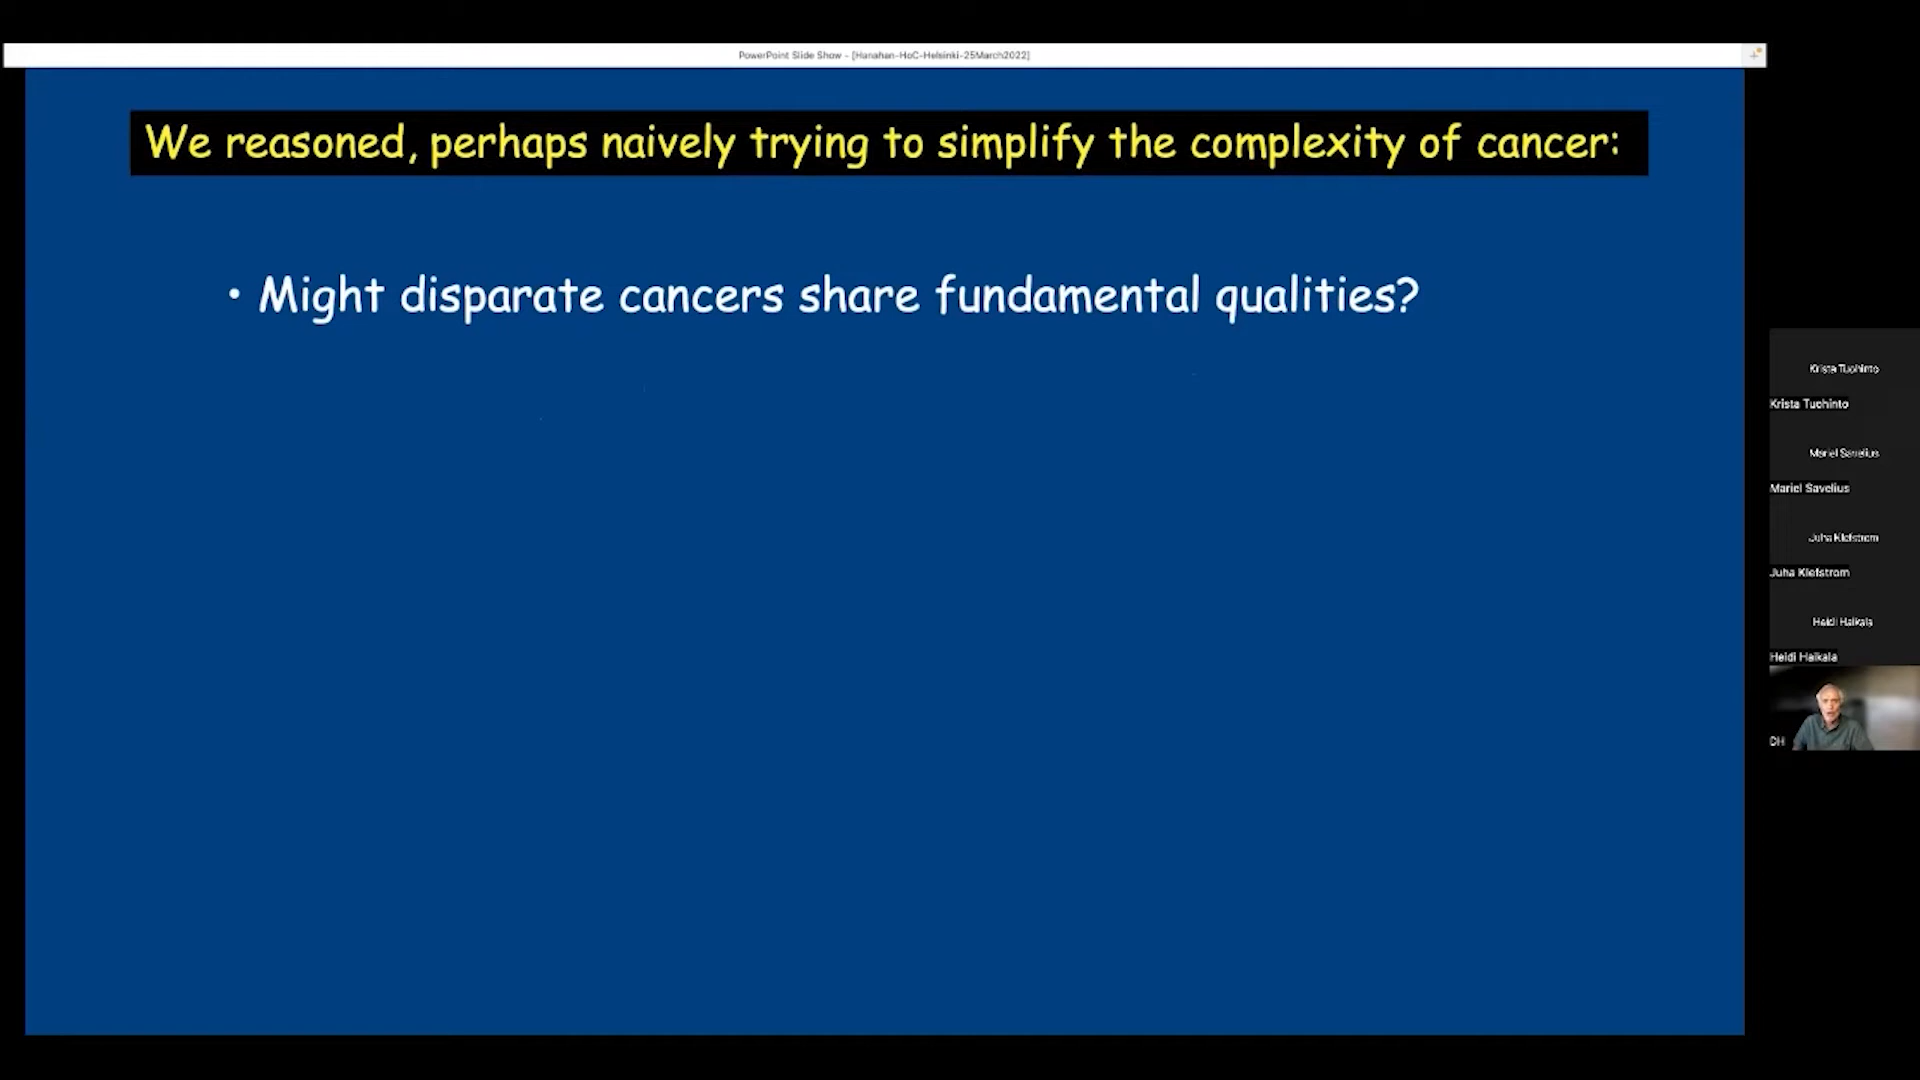 PowerPoint Slide Show - [Hanahan-HoC-Helsinki-25March2022]
We reasoned, perhaps naively trying to simplify the complexity of cancer:
• Might disparate cancers share fundamental qualities?
Krista Tuohinto
Krista Tuohinto
Mariel Savelius
Mariel Savelius
Juha Klefstrom
Juha Klefstrom
Heidi Haikala
Heidi Haikala
DH